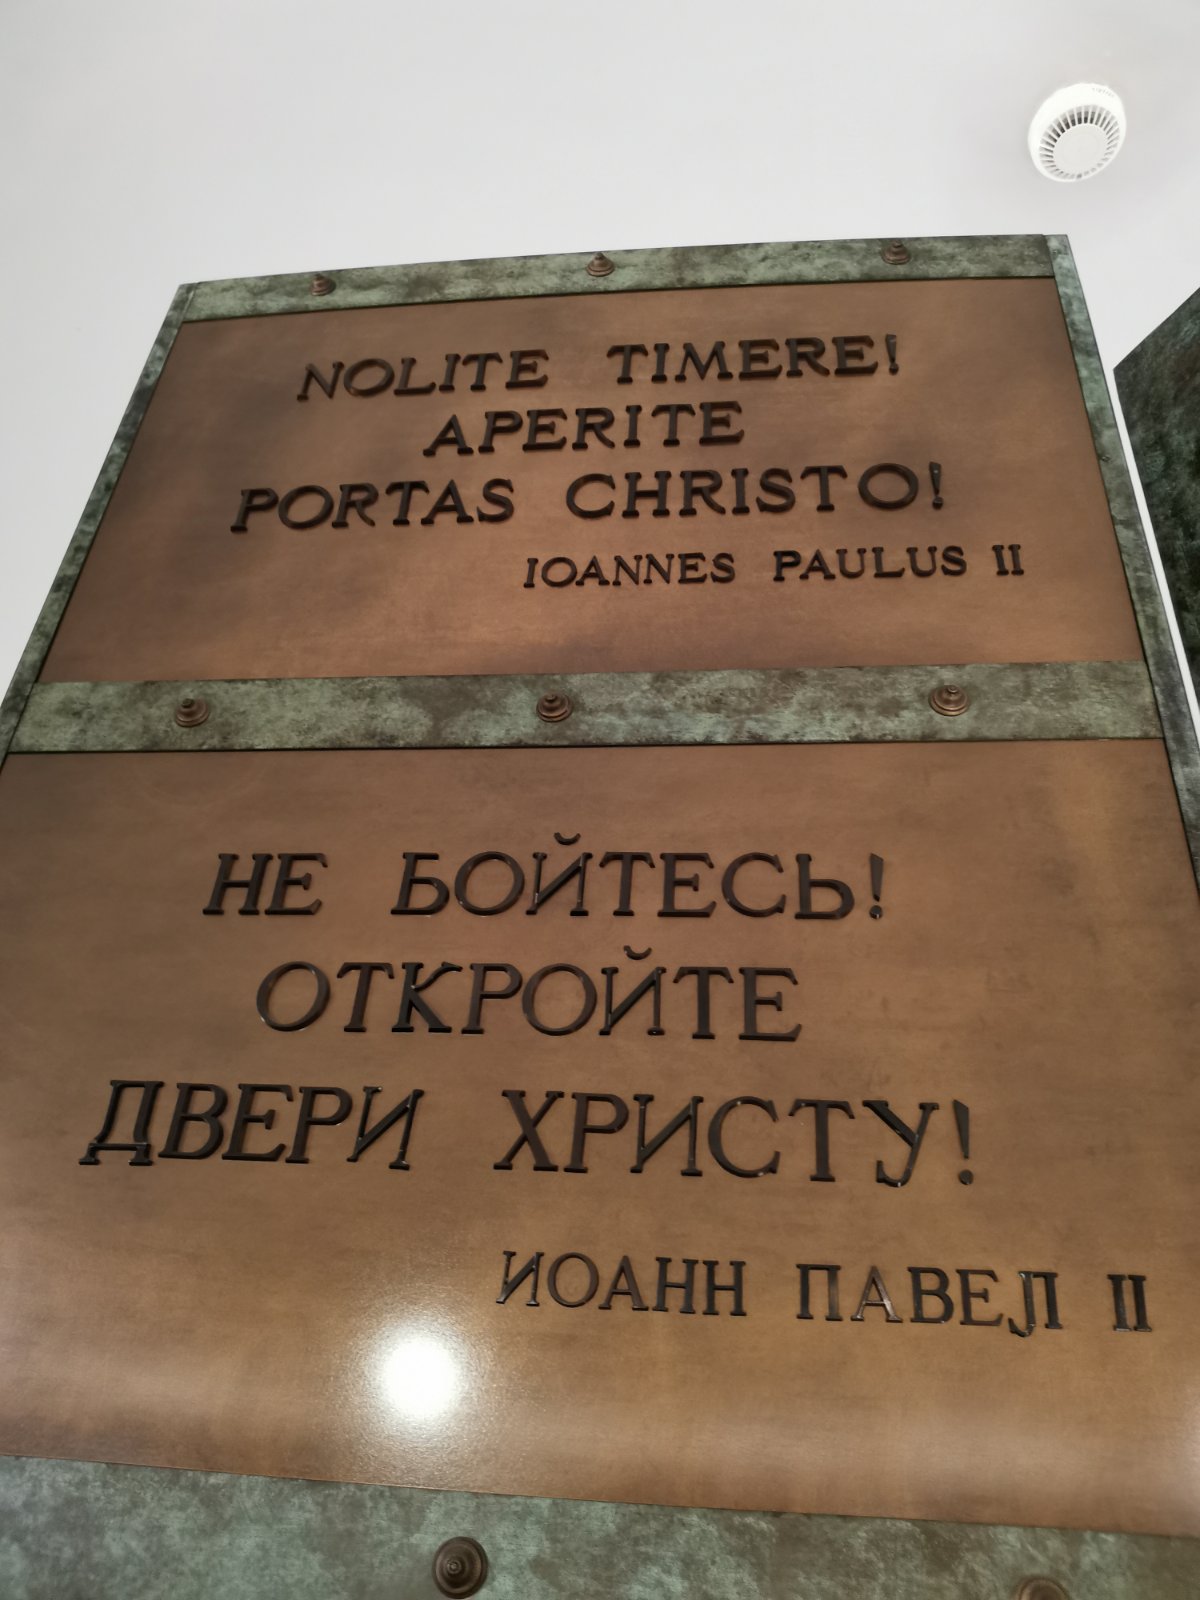 NOLITE TIMERE!
APERITE
PORTAS CHRISTO!
IOANNES PAULUS II
НЕ БОЙТЕСЬ!
ОТКРОЙТЕ
ДВЕРИ ХРИСТУ!
ИОАНН ПАВЕЛ II